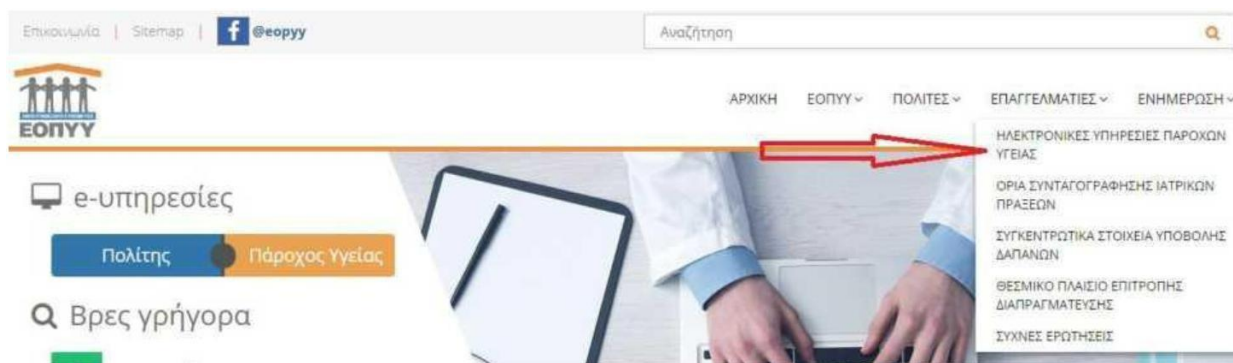 Επικοινωνία | Sitemap | f @eopyy
Αναζήτηση
ΕΟΠΥΥ
ΑΡΧΙΚΗ ΕΟΠΥΥ ΠΟΛΙΤΕΣ ΕΠΑΓΓΕΛΜΑΤΙΕΣ ΕΝΗΜΕΡΩΣΗ
ΗΛΕΚΤΡΟΝΙΚΕΣ ΥΠΗΡΕΣΙΕΣ ΠΑΡΟΧΩΝ
ΥΓΕΙΑΣ
ΟΡΙΑ ΣΥΝΤΑΓΟΓΡΑΦΗΣΗΣ ΙΑΤΡΙΚΩΝ
ΠΡΑΞΕΩΝ
ΣΥΓΚΕΝΤΡΩΤΙΚΑ ΣΤΟΙΧΕΙΑ ΥΠΟΒΟΛΗΣ
ΔΑΠΑΝΩΝ
ΘΕΣΜΙΚΟ ΠΛΑΙΣΙΟ ΕΠΙΤΡΟΠΗΣ
ΔΙΑΠΡΑΓΜΑΤΕΥΣΗΣ
ΣΥΧΝΕΣ ΕΡΩΤΗΣΕΙΣ
e-υπηρεσίες
Πολίτης Πάροχος Υγείας
Βρες γρήγορα